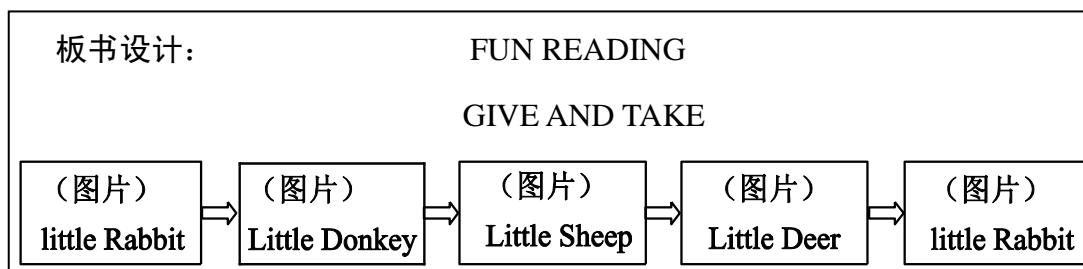 板书设计： FUN READING
GIVE AND TAKE
（图片） （图片） （图片） （图片） （图片）
little Rabbit Little Donkey Little Sheep Little Deer little Rabbit